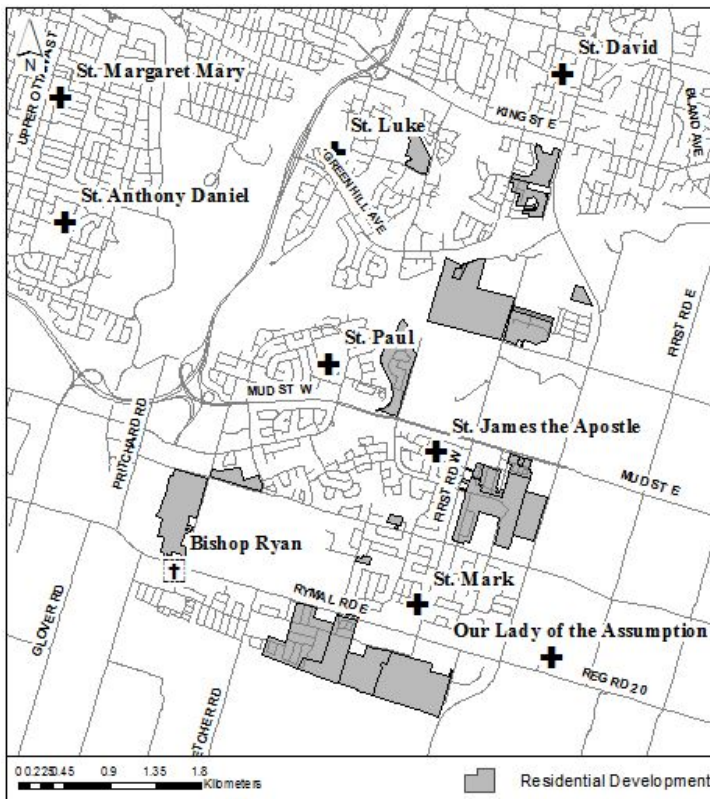 N
UPPER OTTAWA ST
St. Margaret Mary
St. David
KING ST E
BLAND AVE
St. Luke
GREENHILL AVE
St. Anthony Daniel
FIRST RD E
St. Paul
MUD ST W
PRITCHARD RD
St. James the Apostle
FIRST RD W
MUD ST E
Bishop Ryan
GLOVER RD
RYMAL RD E
St. Mark
Our Lady of the Assumption
REG RD 20
ETCHER RD
0 0.225 0.45 0.9 1.35 1.8
Kilometers
Residential Development